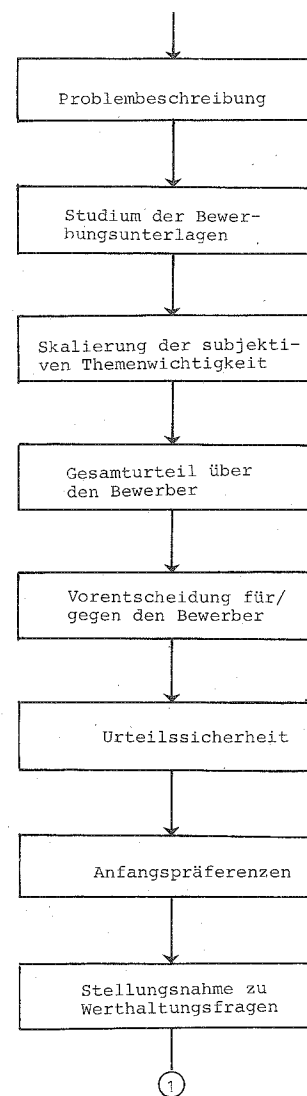 Problembeschreibung
Studium der Bewer-
bungsunterlagen
Skalierung der subjekti-
ven Themenwichtigkeit
Gesamturteil über
den Bewerber
Vorentscheidung für/
gegen den Bewerber
Urteilssicherheit
Anfangspräferenzen
Stellungsnahme zu
Werthaltungsfragen
1